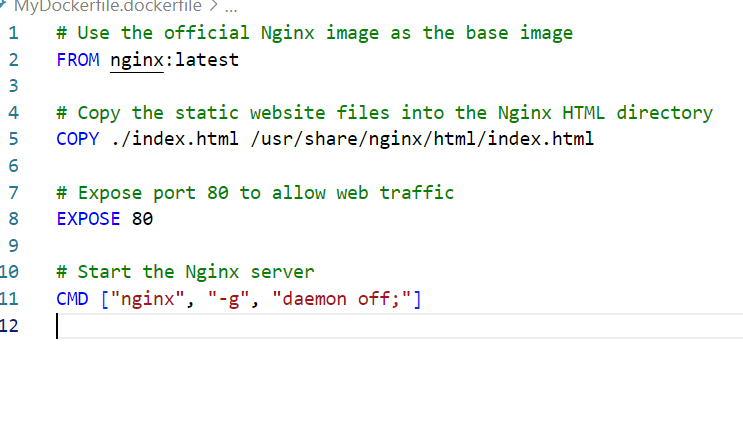 MyDockerfile.dockerfile > ...
1 # Use the official Nginx image as the base image
2 FROM nginx:latest
3
4 # Copy the static website files into the Nginx HTML directory
5 COPY ./index.html /usr/share/nginx/html/index.html
6
7 # Expose port 80 to allow web traffic
8 EXPOSE 80
9
10 # Start the Nginx server
11 CMD ["nginx", "-g", "daemon off;"]
12